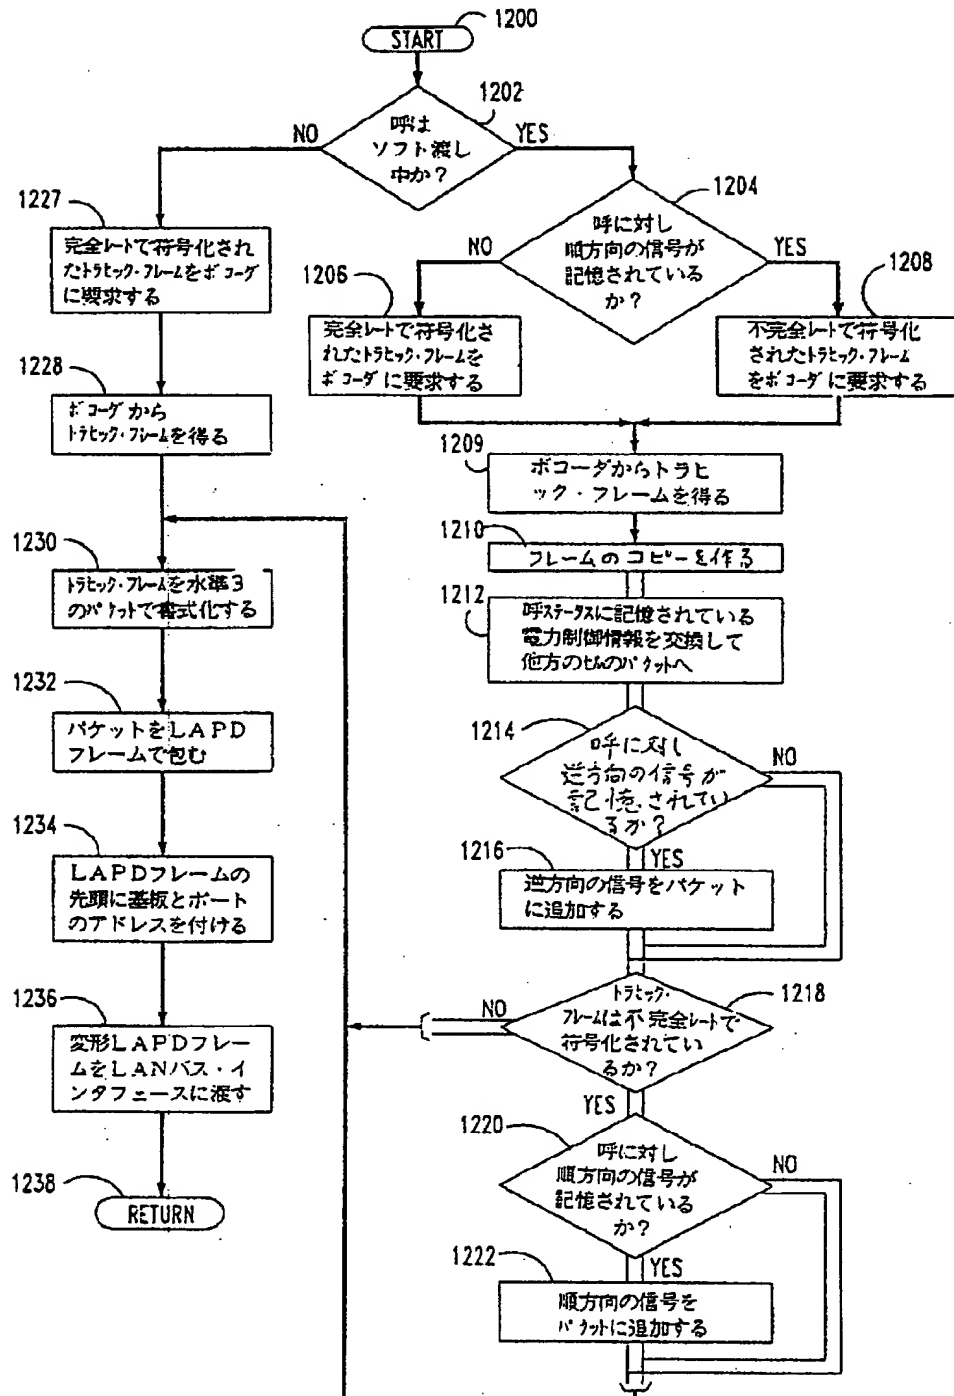 1200
START
1202
呼は
ソフト渡し
中か？
NO
YES
1204
呼に対し
順方向の信号が
記憶されている
か？
NO
YES
1227
完全レートで符号化され
たトラヒック・フレームをボコーダ
に要求する
1206
完全レートで符号化さ
れたトラヒック・フレームを
ボコーダに要求する
1208
不完全レートで符号化
されたトラヒック・フレーム
をボコーダに要求する
1228
ボコーダから
トラヒック・フレームを得る
1209
ボコーダからトラヒ
ック・フレームを得る
1210
フレームのコピーを作る
1230
トラヒック・フレームを水準3
のパケットで書式化する
1212
呼ステータスに記憶されている
電力制御情報を交換して
他方のセルのパケットへ
1232
パケットをLAPD
フレームで包む
1214
呼に対し
逆方向の信号が
記憶されてい
るか？
NO
YES
1234
LAPDフレームの
先頭に基板とポート
のアドレスを付ける
1216
逆方向の信号をパケット
に追加する
1236
変形LAPDフレー
ムをLANバス・イ
ンタフェースに渡す
1218
トラヒック・
フレームは不完全レートで
符号化されてい
るか？
NO
YES
1238
RETURN
1220
呼に対し
順方向の信号が
記憶されている
か？
NO
YES
1222
順方向の信号を
パケットに追加する